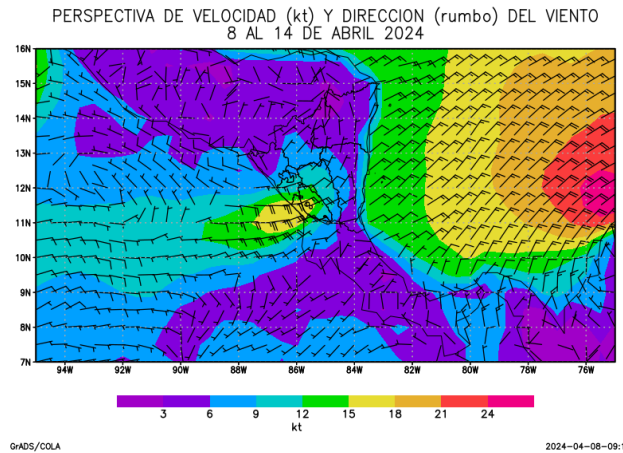 PERSPECTIVA DE VELOCIDAD (kt) Y DIRECCION (rumbo) DEL VIENTO
8 AL 14 DE ABRIL 2024
16N
15N
14N
13N
12N
11N
10N
9N
8N
7N
94W 92W 90W 88W 86W 84W 82W 80W 78W 76W
3 6 9 12 15 18 21 24
kt
GrADS/COLA 2024-04-08-09:1